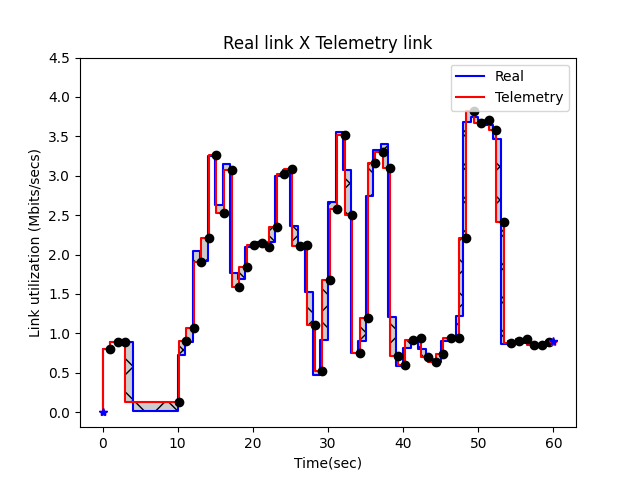 Real link X Telemetry link
Real
Telemetry
Link utilization (Mbits/secs)
4.5
4.0
3.5
3.0
2.5
2.0
1.5
1.0
0.5
0.0
0 10 20 30 40 50 60
Time(sec)